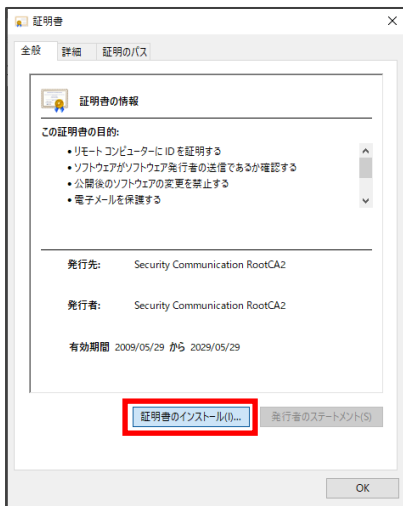 証明書
全般 詳細 証明のパス
証明書の情報
この証明書の目的:
• リモート コンピューターに ID を証明する
• ソフトウェアがソフトウェア発行者の送信であるか確認する
• 公開後のソフトウェアの変更を禁止する
• 電子メールを保護する
発行先: Security Communication RootCA2
発行者: Security Communication RootCA2
有効期間 2009/05/29 から 2029/05/29
証明書のインストール(I)... 発行者のステートメント(S)
OK